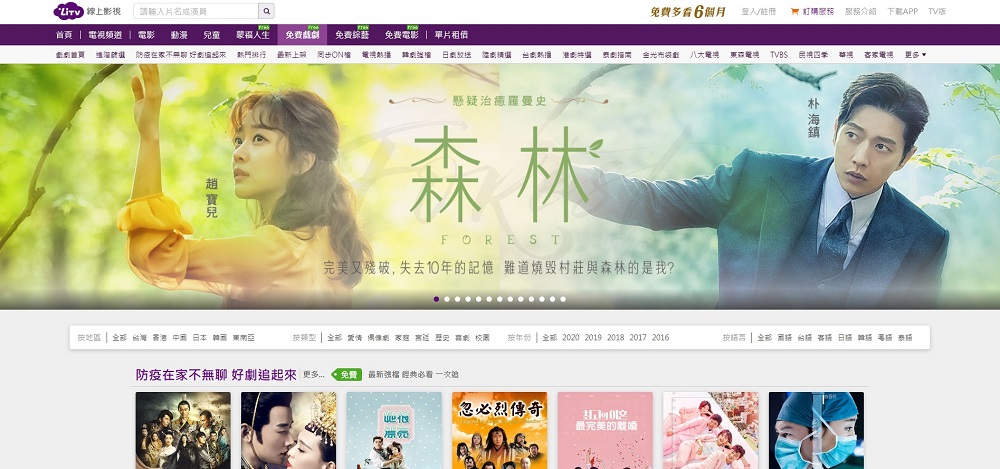 LiTV 線上影視
請輸入片名或演員
免費多看6個月
登入/註冊
訂購服務
服務介紹
下載APP
TV版
首頁 電視頻道 電影 動漫 兒童 蒙福人生 免費戲劇 免費綜藝 免費電影 單片租借
Free Free Free Free
戲劇首頁 進階篩選 防疫在家不無聊 好劇追起來 熱門排行 最新上架 同步ON檔 電視熱播 韓劇強檔 日劇放送 陸劇精選 台劇熱播 港劇特選 泰劇指南 金光布袋戲 八大電視 東森電視 TVBS 民視四季 華視 客家電視 更多
懸疑治癒羅曼史
森林
FOREST
趙寶兒
朴海鎮
完美又殘破,失去10年的記憶 難道燒毀村莊與森林的是我?
按地區 全部 台灣 香港 中國 日本 韓國 東南亞
按類型 全部 愛情 偶像劇 家庭 宮廷 歷史 喜劇 校園
按年份 全部 2020 2019 2018 2017 2016
按語言 全部 國語 台語 客語 日語 韓語 粵語 泰語
防疫在家不無聊 好劇追起來 更多... 免費 最新強檔 經典必看 一次追
忽必烈傳奇
最完美的離婚